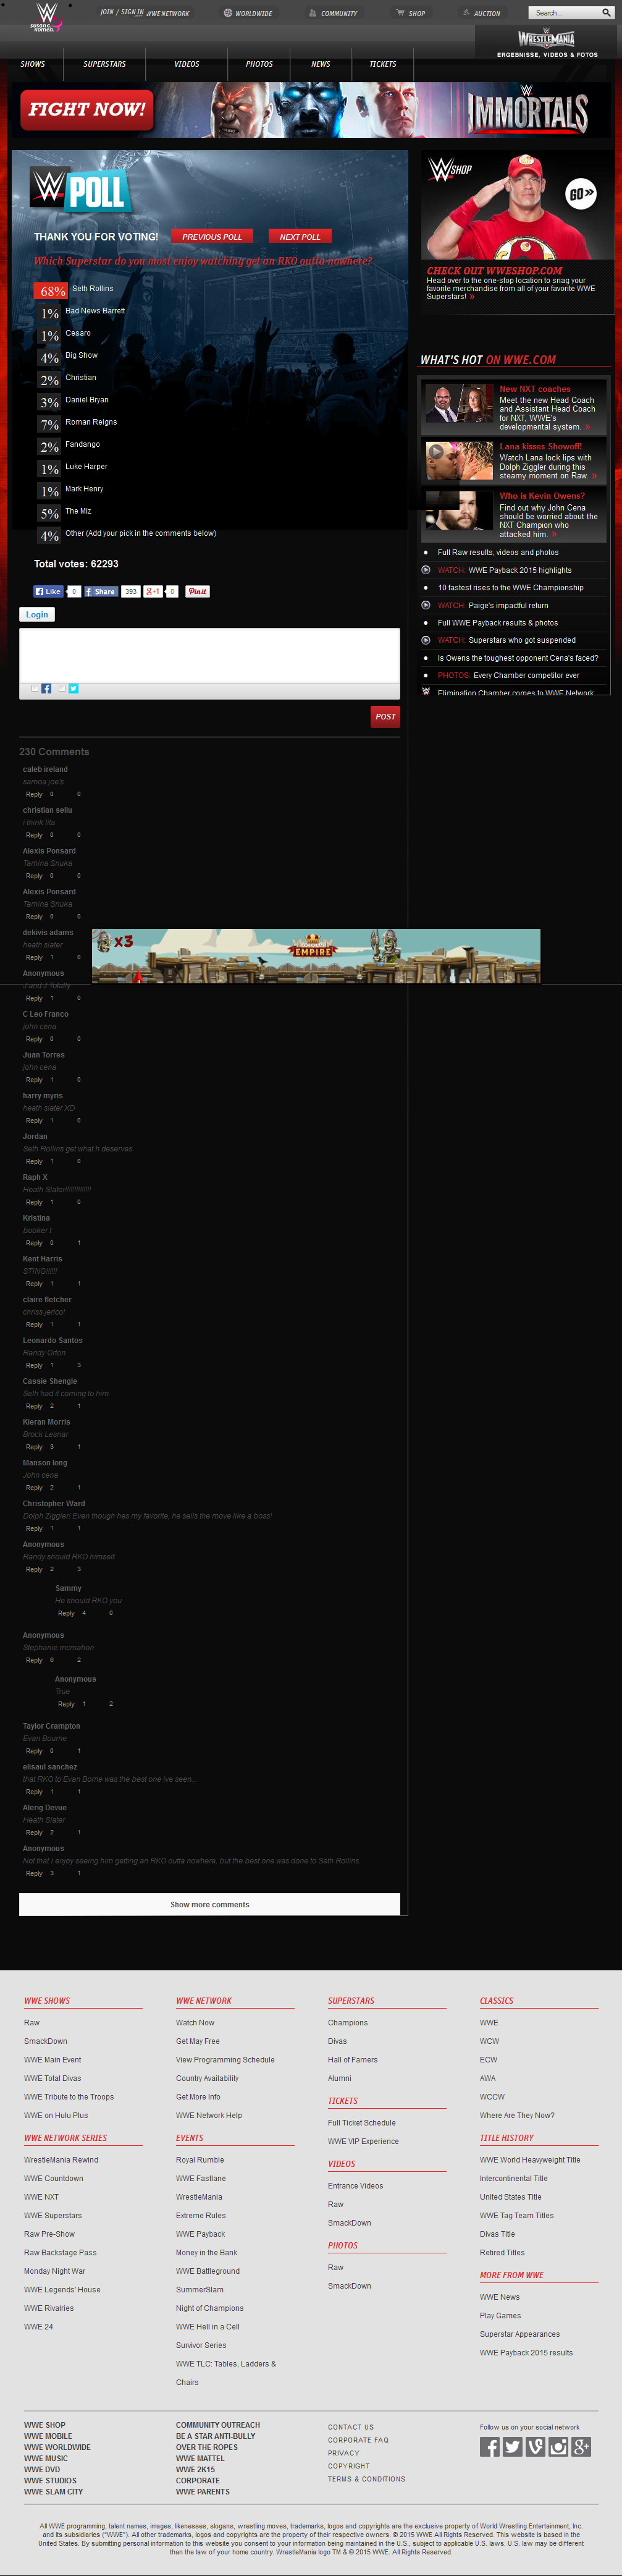 JOIN / SIGN IN
WWE NETWORK
WORLDWIDE
COMMUNITY
SHOP
AUCTION
Search...
susan g. komen
WRESTLEMANIA
ERGEBNISSE, VIDEOS & FOTOS
SHOWS
SUPERSTARS
VIDEOS
PHOTOS
NEWS
TICKETS
FIGHT NOW!
IMMORTALS
POLL
THANK YOU FOR VOTING!
PREVIOUS POLL
NEXT POLL
Which Superstar do you most enjoy watching get an RKO outta nowhere?
68% Seth Rollins
1% Bad News Barrett
1% Cesaro
4% Big Show
2% Christian
3% Daniel Bryan
7% Roman Reigns
2% Fandango
1% Luke Harper
1% Mark Henry
5% The Miz
4% Other (Add your pick in the comments below)
Total votes: 62293
Like 0 Share 393 +1 0 Pin it
Login
POST
SHOP
GO»
CHECK OUT WWESHOP.COM
Head over to the one-stop location to snag your
favorite merchandise from all of your favorite WWE
Superstars! »
WHAT'S HOT ON WWE.COM
New NXT coaches
Meet the new Head Coach
and Assistant Head Coach
for NXT, WWE's
developmental system. »
Lana kisses Showoff!
Watch Lana lock lips with
Dolph Ziggler during this
steamy moment on Raw. »
Who is Kevin Owens?
Find out why John Cena
should be worried about the
NXT Champion who
attacked him. »
Full Raw results, videos and photos
WATCH: WWE Payback 2015 highlights
10 fastest rises to the WWE Championship
WATCH: Paige's impactful return
Full WWE Payback results & photos
WATCH: Superstars who got suspended
Is Owens the toughest opponent Cena's faced?
PHOTOS: Every Chamber competitor ever
Elimination Chamber comes to WWE Network
230 Comments
caleb ireland
samoa joe's
Reply 0 0
christian sellu
i think lita
Reply 0 0
Alexis Ponsard
Tamina Snuka
Reply 0 0
Alexis Ponsard
Tamina Snuka
Reply 0 0
dekivis adams
heath slater
Reply 1 0
x3
EMPIRE
Anonymous
J and J Totally
Reply 1 0
C Leo Franco
john cena
Reply 0 0
Juan Torres
john cena
Reply 1 0
harry myris
heath slater XD
Reply 1 0
Jordan
Seth Rollins get what h deserves
Reply 1 0
Raph X
Heath Slater!!!!!!!!!!!!!
Reply 1 0
Kristina
booker t
Reply 0 1
Kent Harris
STING!!!!!!
Reply 1 1
claire fletcher
chriss jericol
Reply 1 1
Leonardo Santos
Randy Orton
Reply 1 3
Cassie Shengle
Seth had it coming to him.
Reply 2 1
Kieran Morris
Brock Lesnar
Reply 3 1
Manson long
John cena
Reply 2 1
Christopher Ward
Dolph Ziggler! Even though hes my favorite, he sells the move like a boss!
Reply 1 1
Anonymous
Randy should RKO himself.
Reply 2 3
Sammy
He should RKO you
Reply 4 0
Anonymous
Stephanie mcmahon
Reply 6 2
Anonymous
True
Reply 1 2
Taylor Crampton
Evan Bourne
Reply 0 1
elisaul sanchez
that RKO to Evan Borne was the best one ive seen...
Reply 1 1
Alerig Devue
Heath Slater
Reply 2 1
Anonymous
Not that I enjoy seeing him getting an RKO outta nowhere, but the best one was done to Seth Rollins
Reply 3 1
Show more comments
WWE SHOWS
Raw
SmackDown
WWE Main Event
WWE Total Divas
WWE Tribute to the Troops
WWE on Hulu Plus
WWE NETWORK SERIES
WrestleMania Rewind
WWE Countdown
WWE NXT
WWE Superstars
Raw Pre-Show
Raw Backstage Pass
Monday Night War
WWE Legends' House
WWE Rivalries
WWE 24
WWE NETWORK
Watch Now
Get May Free
View Programming Schedule
Country Availability
Get More Info
WWE Network Help
EVENTS
Royal Rumble
WWE Fastlane
WrestleMania
Extreme Rules
WWE Payback
Money in the Bank
WWE Battleground
SummerSlam
Night of Champions
WWE Hell in a Cell
Survivor Series
WWE TLC: Tables, Ladders &
Chairs
SUPERSTARS
Champions
Divas
Hall of Famers
Alumni
TICKETS
Full Ticket Schedule
WWE VIP Experience
VIDEOS
Entrance Videos
Raw
SmackDown
PHOTOS
Raw
SmackDown
CLASSICS
WWE
WCW
ECW
AWA
WCCW
Where Are They Now?
TITLE HISTORY
WWE World Heavyweight Title
Intercontinental Title
United States Title
WWE Tag Team Titles
Divas Title
Retired Titles
MORE FROM WWE
WWE News
Play Games
Superstar Appearances
WWE Payback 2015 results
WWE SHOP
WWE MOBILE
WWE WORLDWIDE
WWE MUSIC
WWE DVD
WWE STUDIOS
WWE SLAM CITY
COMMUNITY OUTREACH
BE A STAR ANTI-BULLY
OVER THE ROPES
WWE MATTEL
WWE 2K15
CORPORATE
WWE PARENTS
CONTACT US
CORPORATE FAQ
PRIVACY
COPYRIGHT
TERMS & CONDITIONS
Follow us on your social network
All WWE programming, talent names, images, likenesses, slogans, wrestling moves, trademarks, logos and copyrights are the exclusive property of World Wrestling Entertainment, Inc.
and its subsidiaries ("WWE"). All other trademarks, logos and copyrights are the property of their respective owners. © 2015 WWE All Rights Reserved. This website is based in the
United States. By submitting personal information to this website you consent to your information being maintained in the U.S., subject to applicable U.S. laws. U.S. law may be different
than the law of your home country. WrestleMania logo TM & © 2015 WWE. All Rights Reserved.